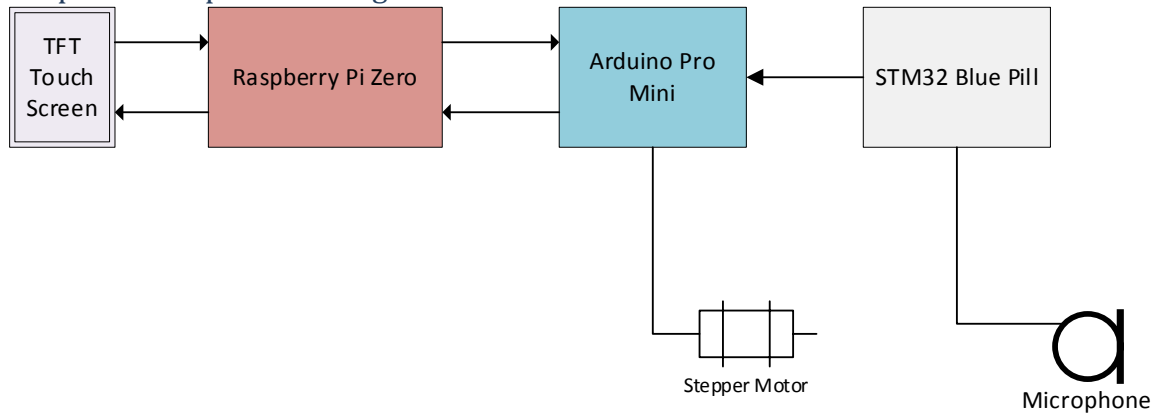 TFT
Touch
Screen
Raspberry Pi Zero
Arduino Pro
Mini
STM32 Blue Pill
Stepper Motor
Microphone